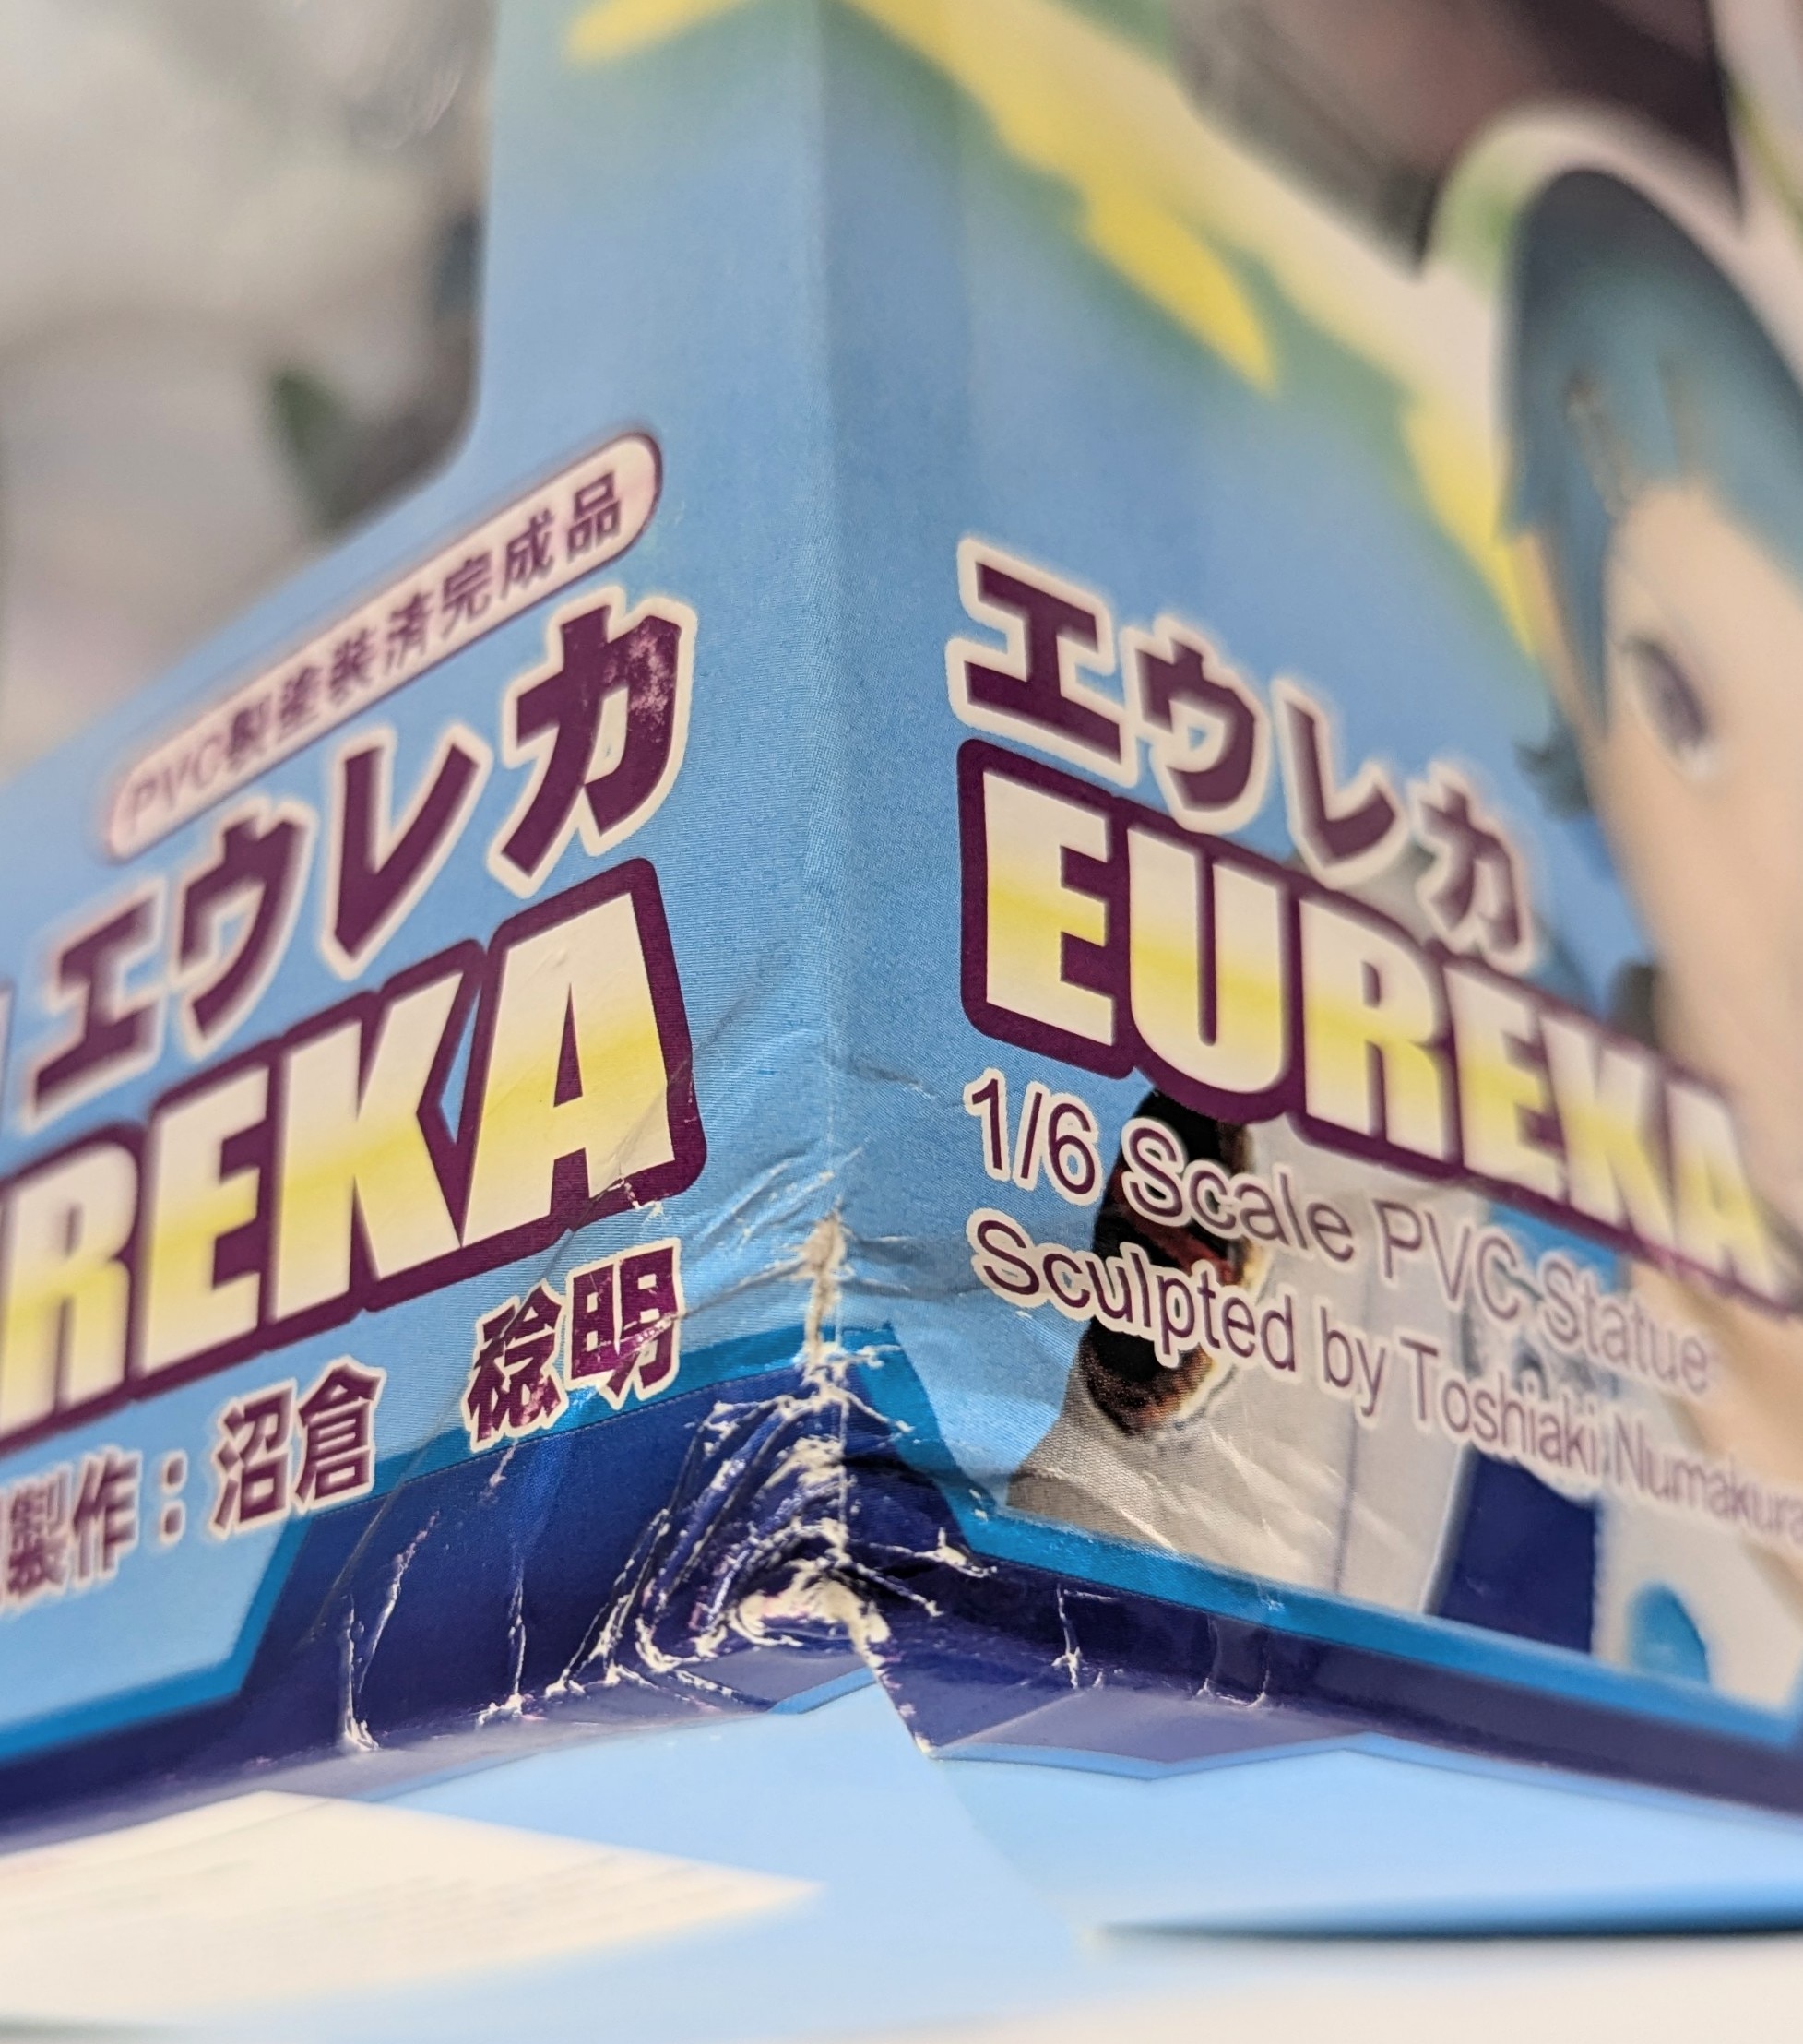 PVC製塗装済完成品
エウレカ
REKA
製作：沼倉 稔明
エウレカ
EUREKA
1/6 Scale PVC Statue
Sculpted by Toshiaki Numakura